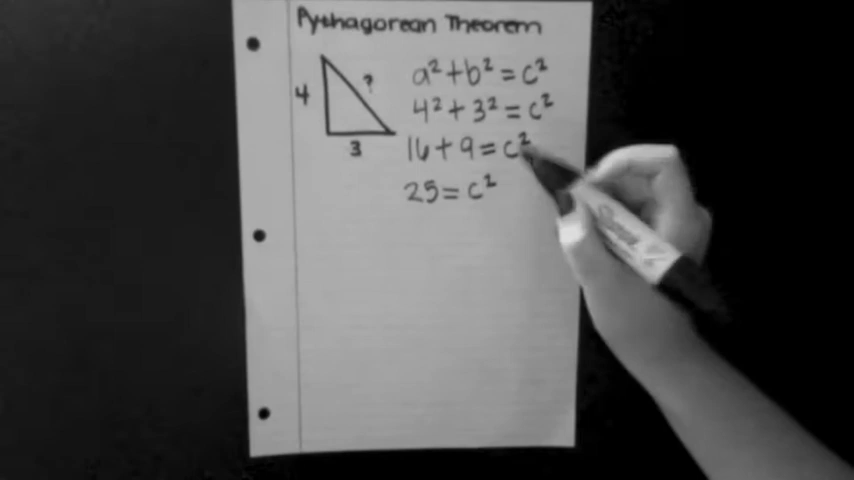 Pythagorean Theorem
4
?
3
a² + b² = c²
4² + 3² = c²
16 + 9 = c²
25 = c²